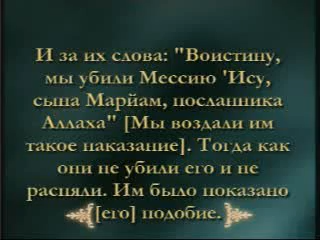 И за их слова: "Воистину,
мы убили Мессию 'Ису,
сына Марйам, посланника
Аллаха" [Мы воздали им
такое наказание]. Тогда как
они не убили его и не
распяли. Им было показано
[его] подобие.